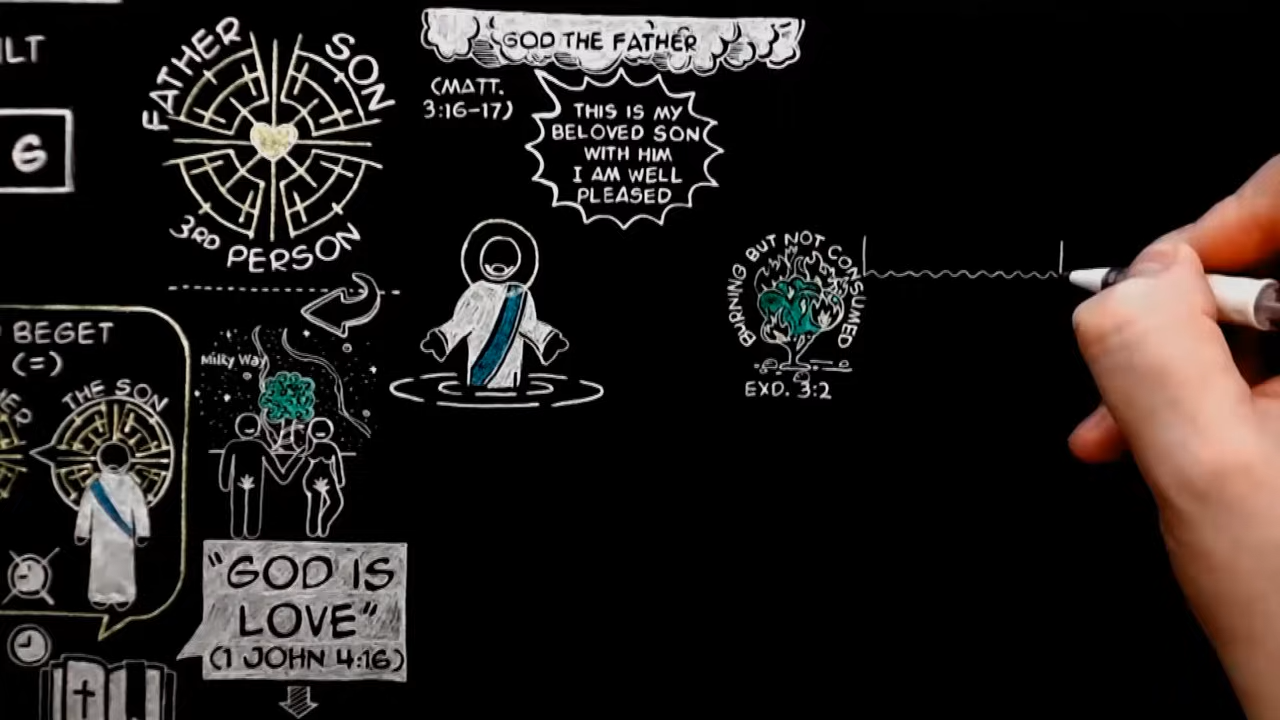 ILT
6
FATHER
SON
3RD PERSON
GOD THE FATHER
(MATT.
3:16-17)
THIS IS MY
BELOVED SON
WITH HIM
I AM WELL
PLEASED
BURNING BUT NOT CONSUMED
EXD. 3:2
BEGET
(=)
THE SON
Milky Way
"GOD IS
LOVE"
(1 JOHN 4:16)